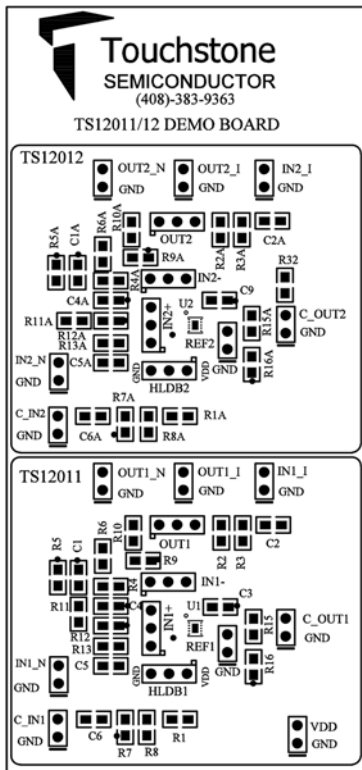 Touchstone
SEMICONDUCTOR
(408)-383-9363
TS12011/12 DEMO BOARD
TS12012
OUT2_N
GND
OUT2_I
GND
IN2_I
GND
R5A
C1A
R6A
R10A
OUT2
R2A
R3A
C2A
R9A
R4A
IN2-
R32
C4A
U2
C9
R11A
IN2+
R15A
C_OUT2
GND
R12A
R13A
REF2
GND
R16A
IN2_N
GND
C5A
GND
HLDB2
VDD
C_IN2
GND
R7A
R1A
C6A
R8A
TS12011
OUT1_N
GND
OUT1_I
GND
IN1_I
GND
R5
C1
R6
R10
OUT1
R2
R3
C2
R9
R4
IN1-
C4
U1
C3
R11
IN1+
R15
C_OUT1
GND
R12
R13
REF1
GND
R16
IN1_N
GND
C5
GND
HLDB1
VDD
C_IN1
GND
C6
R7
R8
R1
VDD
GND